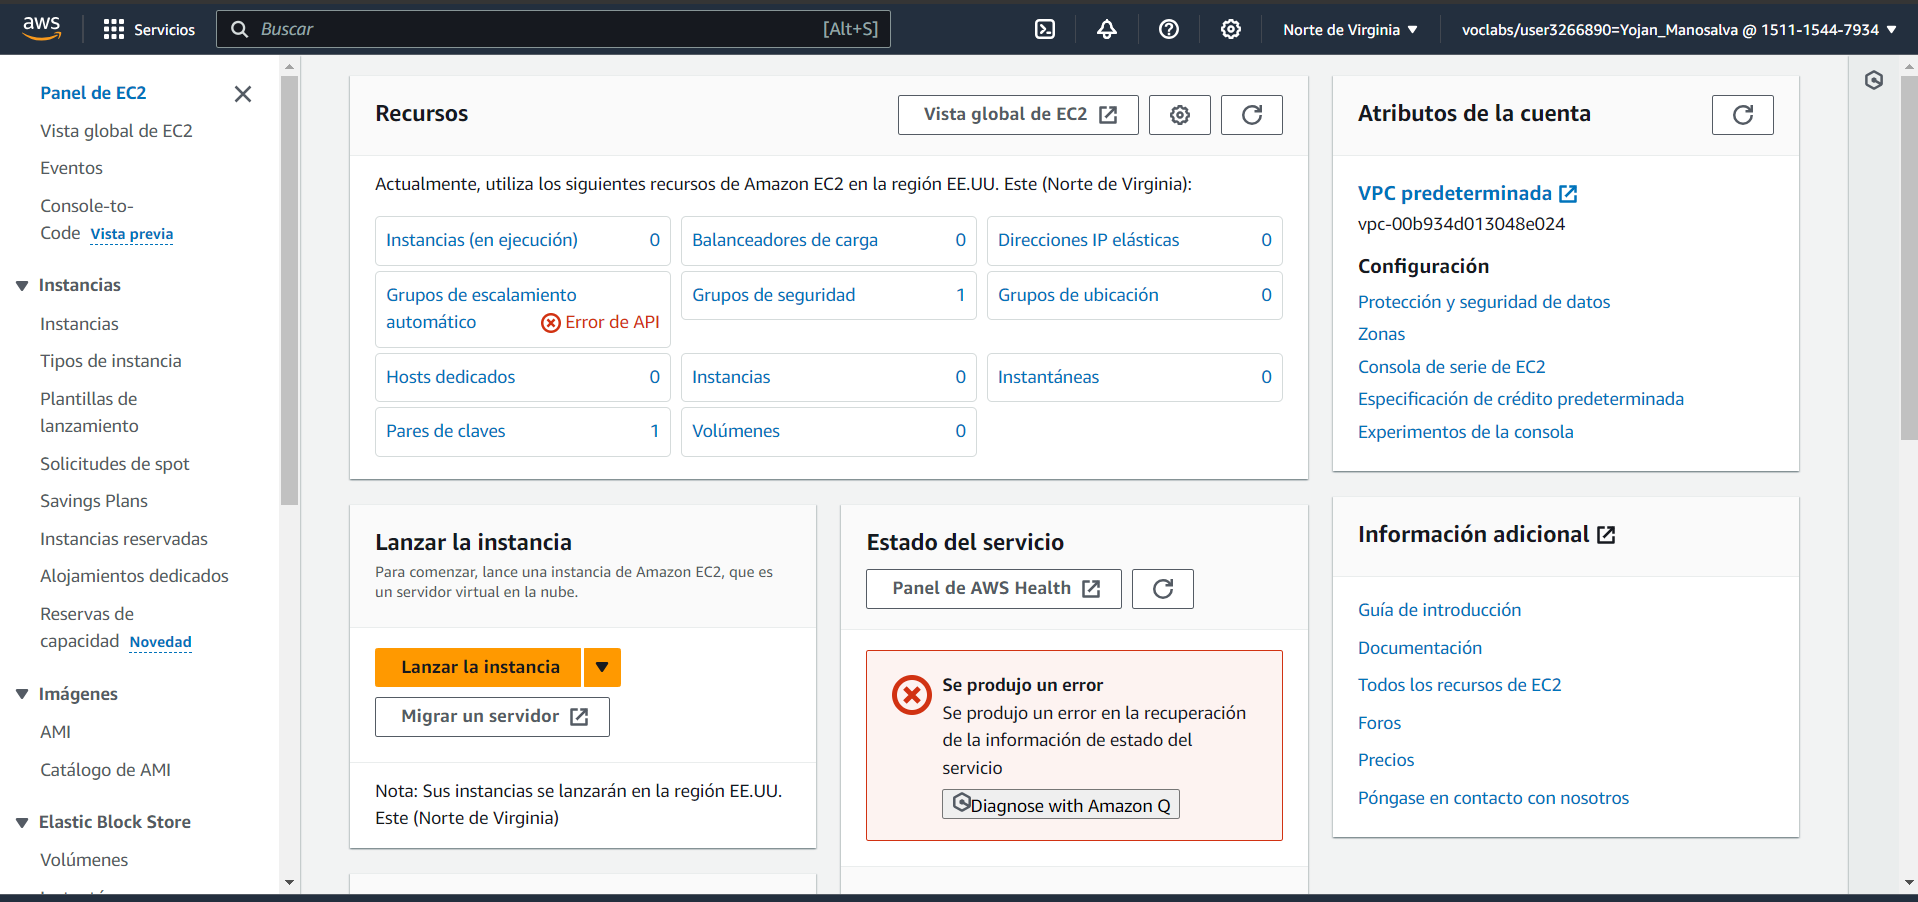 aws
Servicios
Buscar
[Alt+S]
Norte de Virginia
voclabs/user3266890=Yojan_Manosalva @ 1511-1544-7934
Panel de EC2
Vista global de EC2
Eventos
Console-to-
Code Vista previa
Instancias
Instancias
Tipos de instancia
Plantillas de
lanzamiento
Solicitudes de spot
Savings Plans
Instancias reservadas
Alojamientos dedicados
Reservas de
capacidad Novedad
Imágenes
AMI
Catálogo de AMI
Elastic Block Store
Volúmenes
Recursos
Vista global de EC2
Actualmente, utiliza los siguientes recursos de Amazon EC2 en la región EE.UU. Este (Norte de Virginia):
Instancias (en ejecución) 0
Balanceadores de carga 0
Direcciones IP elásticas 0
Grupos de escalamiento
automático Error de API
Grupos de seguridad 1
Grupos de ubicación 0
Hosts dedicados 0
Instancias 0
Instantáneas 0
Pares de claves 1
Volúmenes 0
Lanzar la instancia
Para comenzar, lance una instancia de Amazon EC2, que es
un servidor virtual en la nube.
Lanzar la instancia
Migrar un servidor
Nota: Sus instancias se lanzarán en la región EE.UU.
Este (Norte de Virginia)
Estado del servicio
Panel de AWS Health
Se produjo un error
Se produjo un error en la recuperación
de la información de estado del
servicio
Diagnose with Amazon Q
Atributos de la cuenta
VPC predeterminada
vpc-00b934d013048e024
Configuración
Protección y seguridad de datos
Zonas
Consola de serie de EC2
Especificación de crédito predeterminada
Experimentos de la consola
Información adicional
Guía de introducción
Documentación
Todos los recursos de EC2
Foros
Precios
Póngase en contacto con nosotros